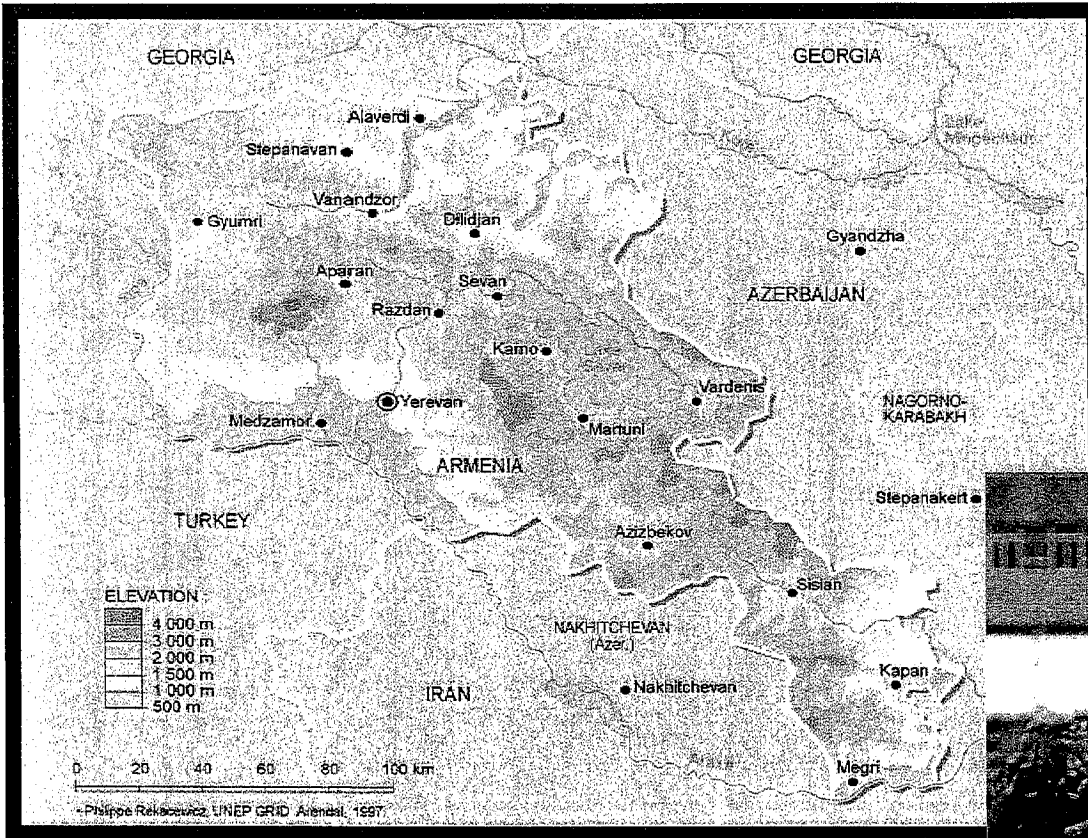 GEORGIA
GEORGIA
Alaverdi
Stepanavan
Vanandzor
Gyumri
Dilidjan
Gyandzha
Aparan
Sevan
AZERBAIJAN
Razdan
Kamo
Lake
Vardenis
NAGORNO-
KARABAKH
Yerevan
Medzamor
Martuni
ARMENIA
Stepanakert
TURKEY
Azizbekov
Sisian
ELEVATION
4 000 m
3 000 m
2 000 m
1 500 m
1 000 m
500 m
NAKHITCHEVAN
(Azer.)
Kapan
IRAN
Nakhitchevan
Megri
0 20 40 60 80 100 km
Philippe Rekacewicz, UNEP GRID Arendal, 1997